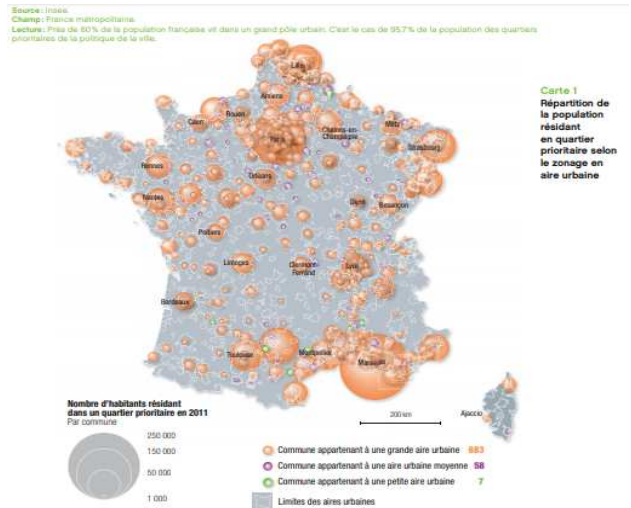 Source: Insee.
Champ: France métropolitaine.
Lecture: Près de 60% de la population française vit dans un grand pôle urbain. C'est le cas de 95,7% de la population des quartiers
prioritaires de la politique de la ville.
Carte 1
Répartition de
la population
résidant
en quartier
prioritaire selon
le zonage en
aire urbaine
Lille
Amiens
Rouen
Caen
Châlons-en-
Champagne
Metz
Paris
Strasbourg
Rennes
Orléans
Nantes
Dijon
Besançon
Poitiers
Limoges
Clermont-
Ferrand
Lyon
Bordeaux
Toulouse
Montpellier
Marseille
Ajaccio
200 km
Nombre d'habitants résidant
dans un quartier prioritaire en 2011
Par commune
250 000
150 000
50 000
1 000
Commune appartenant à une grande aire urbaine 683
Commune appartenant à une aire urbaine moyenne 58
Commune appartenant à une petite aire urbaine 7
Limites des aires urbaines